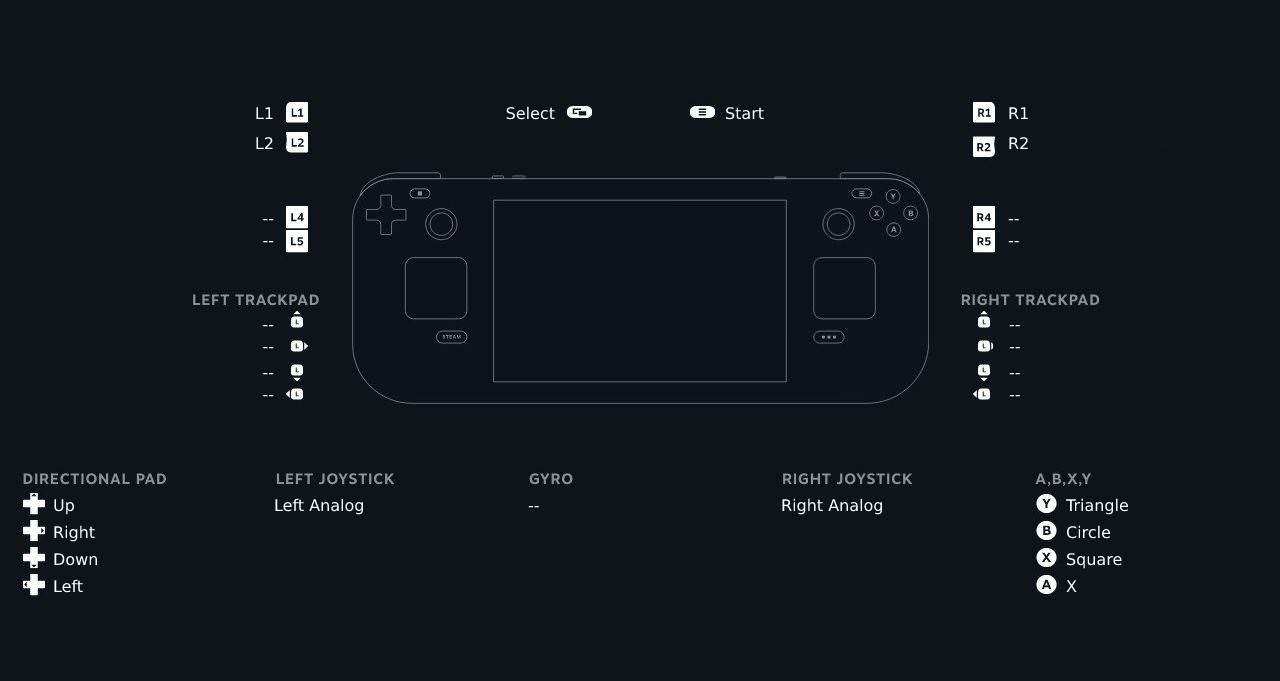 L1 L1
Select
Start
R1 R1
L2 L2
R2 R2
-- L4
R4 --
-- L5
R5 --
Y
X B
A
LEFT TRACKPAD
RIGHT TRACKPAD
-- L
L --
-- L
L --
STEAM
-- L
L --
-- L
L --
DIRECTIONAL PAD
Up
Right
Down
Left
LEFT JOYSTICK
Left Analog
GYRO
--
RIGHT JOYSTICK
Right Analog
A,B,X,Y
Y Triangle
B Circle
X Square
A X